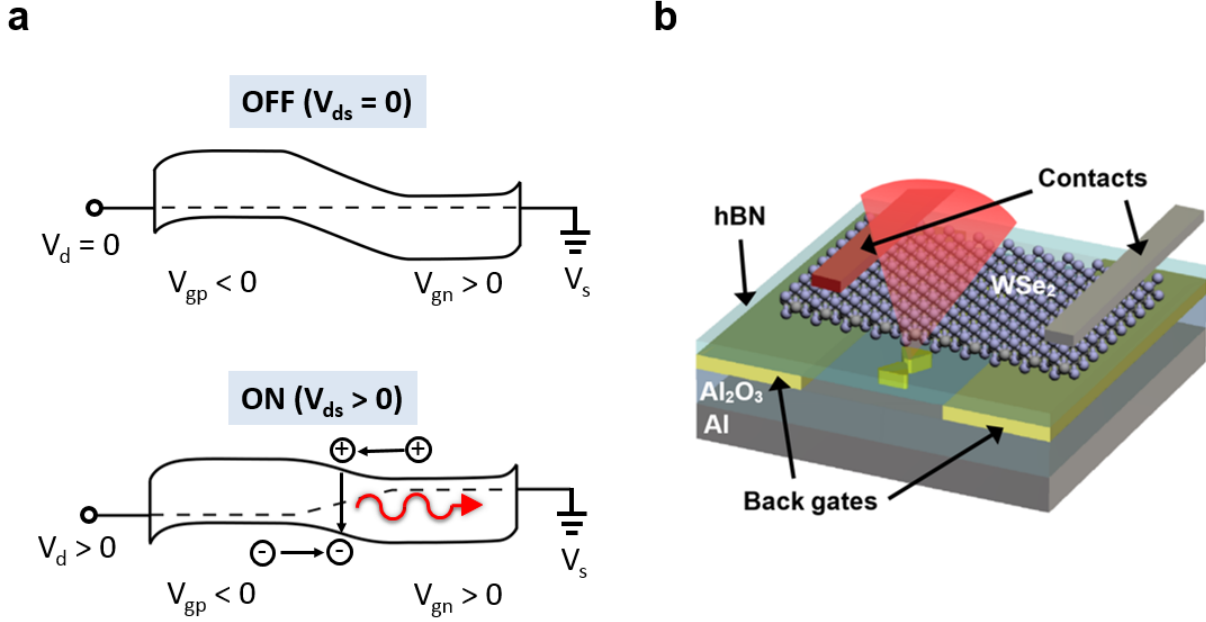 a
OFF (Vds = 0)
Vd = 0
Vgp < 0
Vgn > 0
Vs
ON (Vds > 0)
+
+
-
-
Vd > 0
Vgp < 0
Vgn > 0
Vs
b
Contacts
hBN
WSe2
Al2O3
Al
Back gates